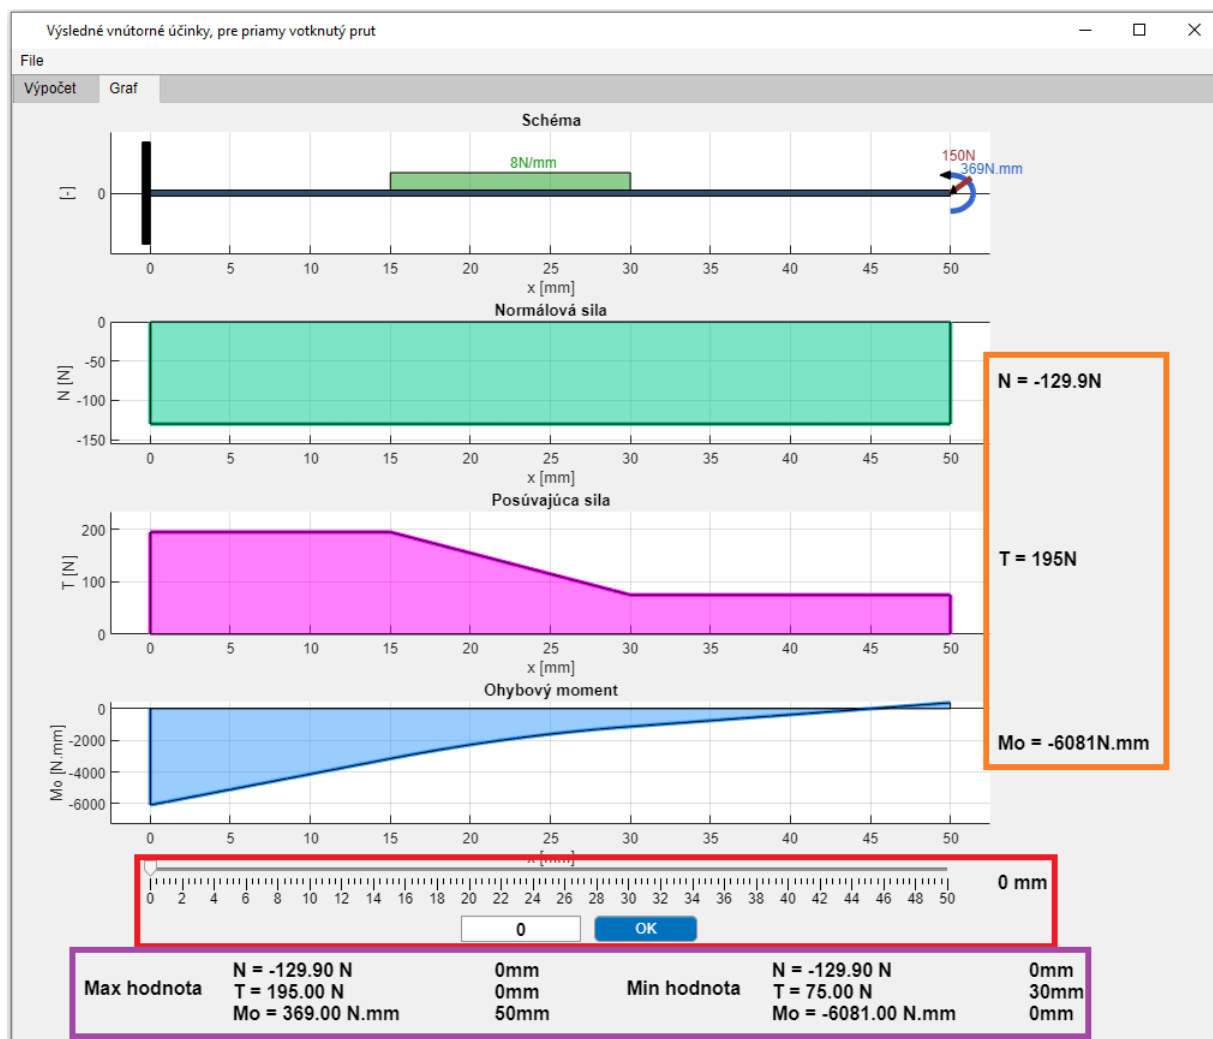 Výsledné vnútorné účinky, pre priamy votknutý prut
File
Výpočet Graf
Schéma
150N
8N/mm
369N.mm
[-]
0
0 5 10 15 20 25 30 35 40 45 50
x [mm]
Normálová sila
0
-50
N = -129.9N
N [N]
-100
-150
0 5 10 15 20 25 30 35 40 45 50
x [mm]
Posúvajúca sila
200
T = 195N
T [N]
100
0
0 5 10 15 20 25 30 35 40 45 50
x [mm]
Ohybový moment
0
-2000
Mo = -6081N.mm
Mo [N.mm]
-4000
-6000
0 5 10 15 20 25 30 35 40 45 50
x [mm]
0 mm
0 2 4 6 8 10 12 14 16 18 20 22 24 26 28 30 32 34 36 38 40 42 44 46 48 50
0 OK
N = -129.90 N 0mm N = -129.90 N 0mm
Max hodnota T = 195.00 N 0mm Min hodnota T = 75.00 N 30mm
Mo = 369.00 N.mm 50mm Mo = -6081.00 N.mm 0mm